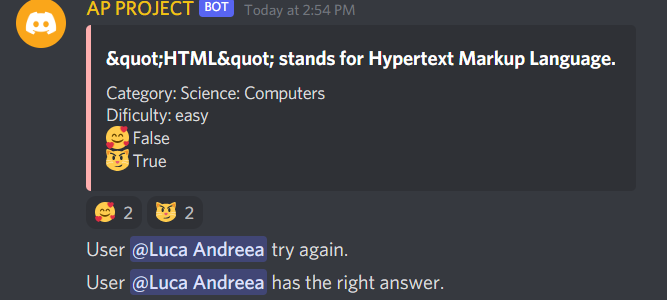 AP PROJECT BOT Today at 2:54 PM
&quot;HTML&quot; stands for Hypertext Markup Language.
Category: Science: Computers
Dificulty: easy
🥰 False
😼 True
🥰 2 😼 2
User @Luca Andreea try again.
User @Luca Andreea has the right answer.